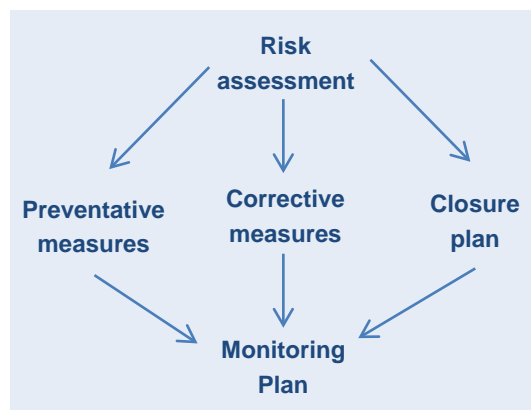 Risk
assessment
Preventative
measures
Corrective
measures
Closure
plan
Monitoring
Plan